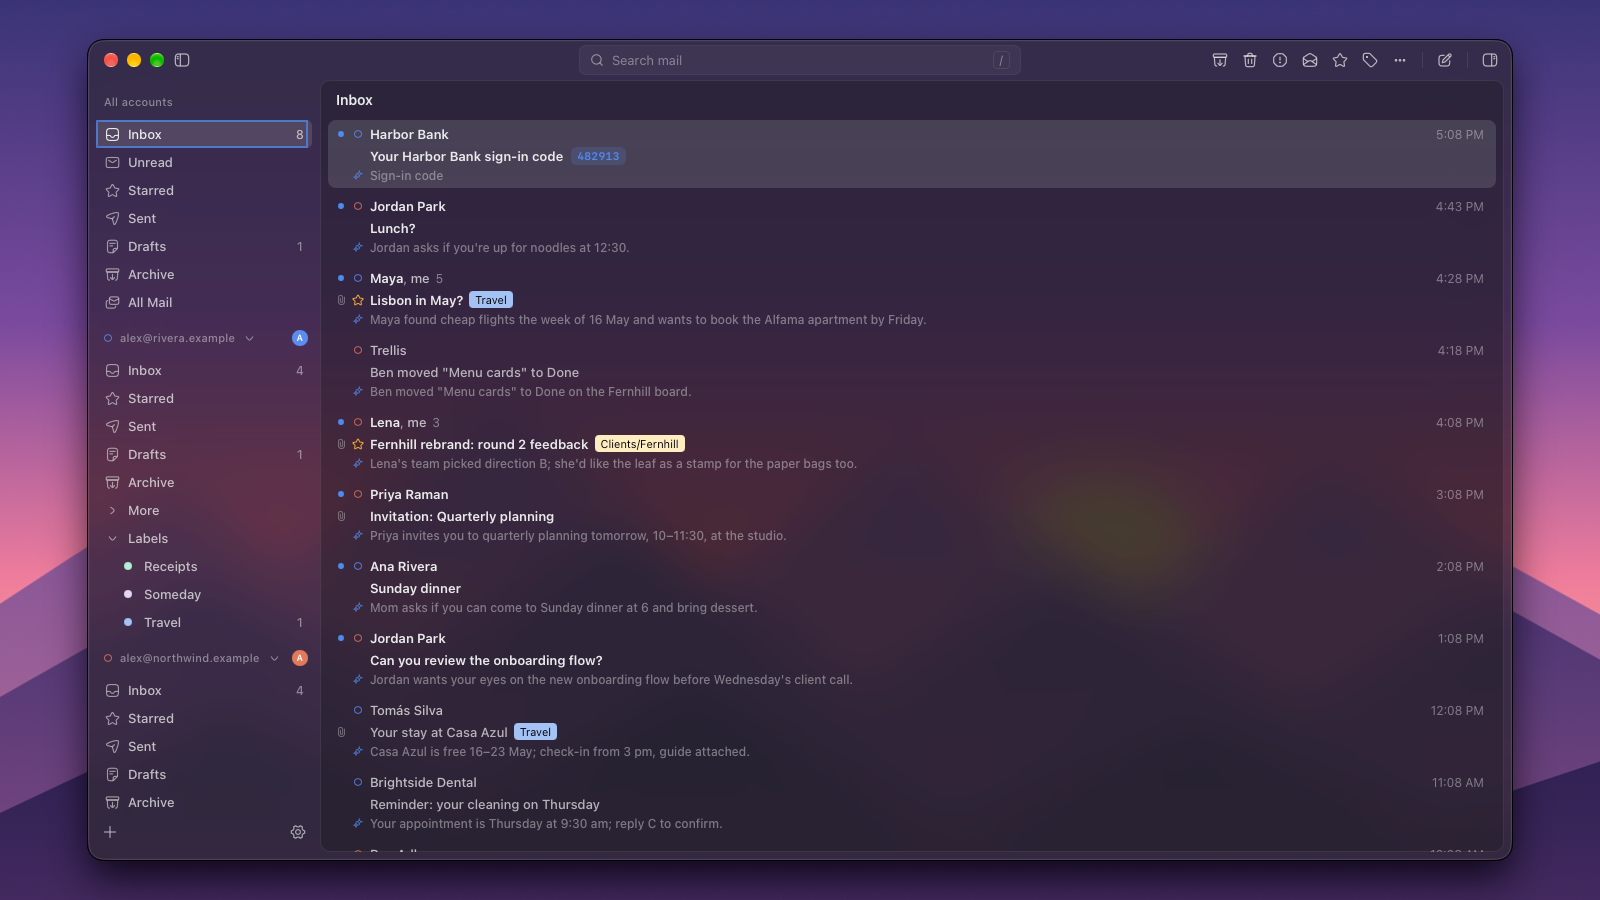 Search mail /
All accounts
Inbox 8
Unread
Starred
Sent
Drafts 1
Archive
All Mail
alex@rivera.example A
Inbox 4
Starred
Sent
Drafts 1
Archive
More
Labels
Receipts
Someday
Travel 1
alex@northwind.example A
Inbox 4
Starred
Sent
Drafts
Archive
Inbox
Harbor Bank 5:08 PM
Your Harbor Bank sign-in code 482913
Sign-in code
Jordan Park 4:43 PM
Lunch?
Jordan asks if you're up for noodles at 12:30.
Maya, me 5 4:28 PM
Lisbon in May? Travel
Maya found cheap flights the week of 16 May and wants to book the Alfama apartment by Friday.
Trellis 4:18 PM
Ben moved "Menu cards" to Done
Ben moved "Menu cards" to Done on the Fernhill board.
Lena, me 3 4:08 PM
Fernhill rebrand: round 2 feedback Clients/Fernhill
Lena's team picked direction B; she'd like the leaf as a stamp for the paper bags too.
Priya Raman 3:08 PM
Invitation: Quarterly planning
Priya invites you to quarterly planning tomorrow, 10–11:30, at the studio.
Ana Rivera 2:08 PM
Sunday dinner
Mom asks if you can come to Sunday dinner at 6 and bring dessert.
Jordan Park 1:08 PM
Can you review the onboarding flow?
Jordan wants your eyes on the new onboarding flow before Wednesday's client call.
Tomás Silva 12:08 PM
Your stay at Casa Azul Travel
Casa Azul is free 16–23 May; check-in from 3 pm, guide attached.
Brightside Dental 11:08 AM
Reminder: your cleaning on Thursday
Your appointment is Thursday at 9:30 am; reply C to confirm.